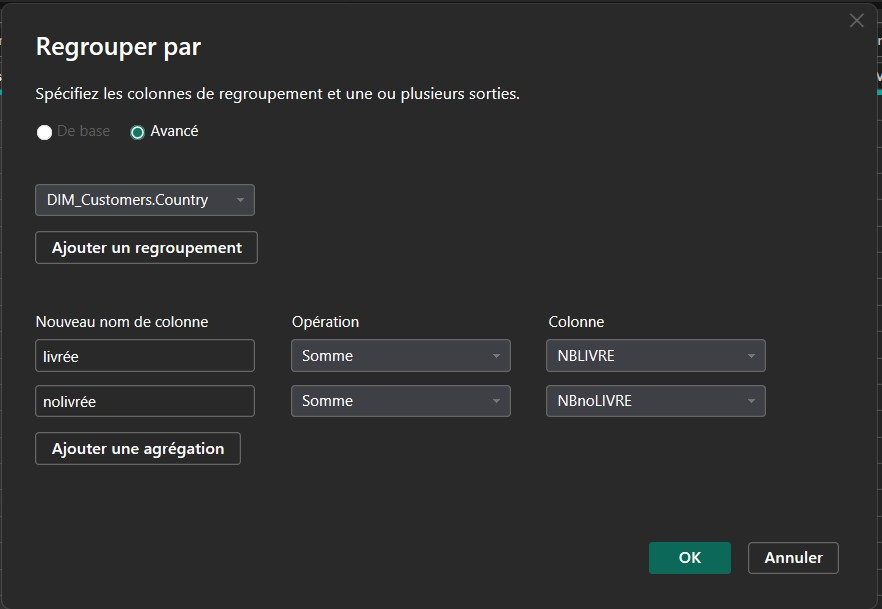 Regrouper par
Spécifiez les colonnes de regroupement et une ou plusieurs sorties.
De base Avancé
DIM_Customers.Country
Ajouter un regroupement
Nouveau nom de colonne Opération Colonne
livrée Somme NBLIVRE
nolivrée Somme NBnoLIVRE
Ajouter une agrégation
OK Annuler